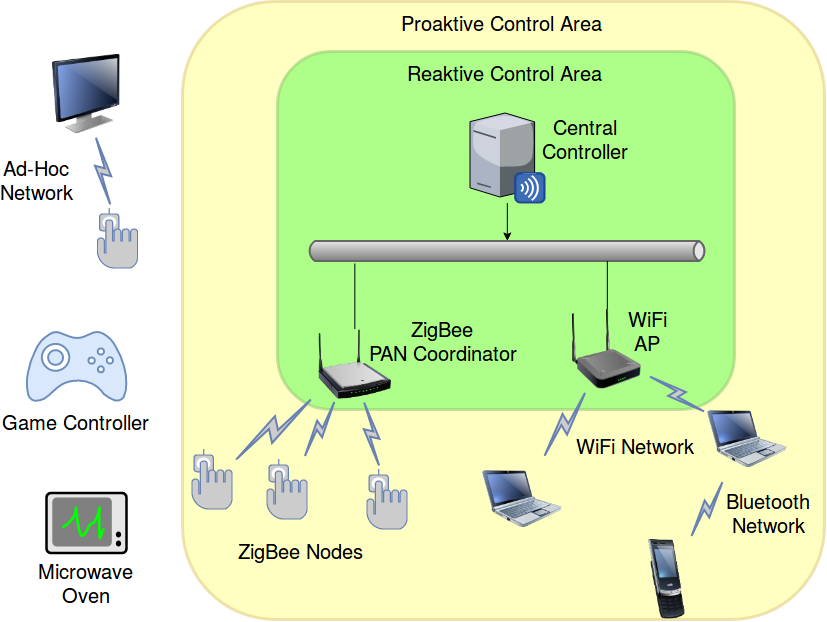 Proaktive Control Area
Reaktive Control Area
Central
Controller
Ad-Hoc
Network
ZigBee
PAN Coordinator
WiFi
AP
Game Controller
WiFi Network
Bluetooth
Network
ZigBee Nodes
Microwave
Oven